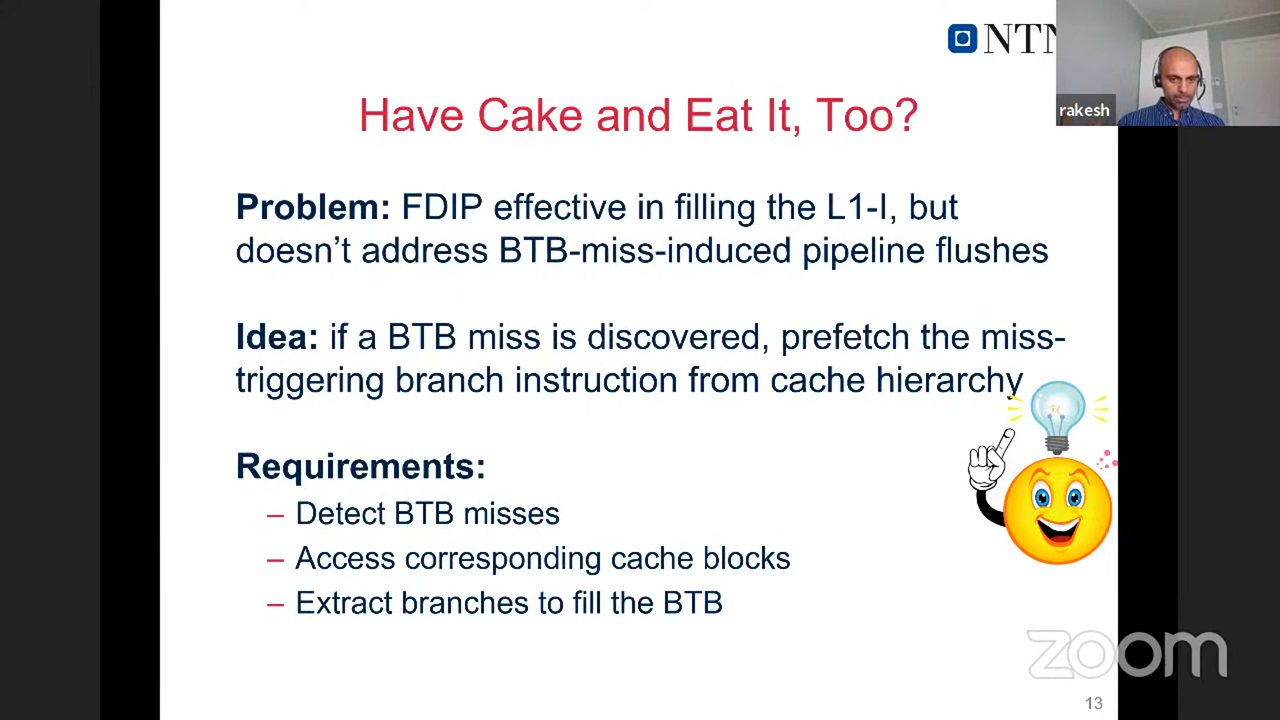 NTN
rakesh
Have Cake and Eat It, Too?
Problem: FDIP effective in filling the L1-I, but
doesn't address BTB-miss-induced pipeline flushes
Idea: if a BTB miss is discovered, prefetch the miss-
triggering branch instruction from cache hierarchy
Requirements:
– Detect BTB misses
– Access corresponding cache blocks
– Extract branches to fill the BTB
zoom
13